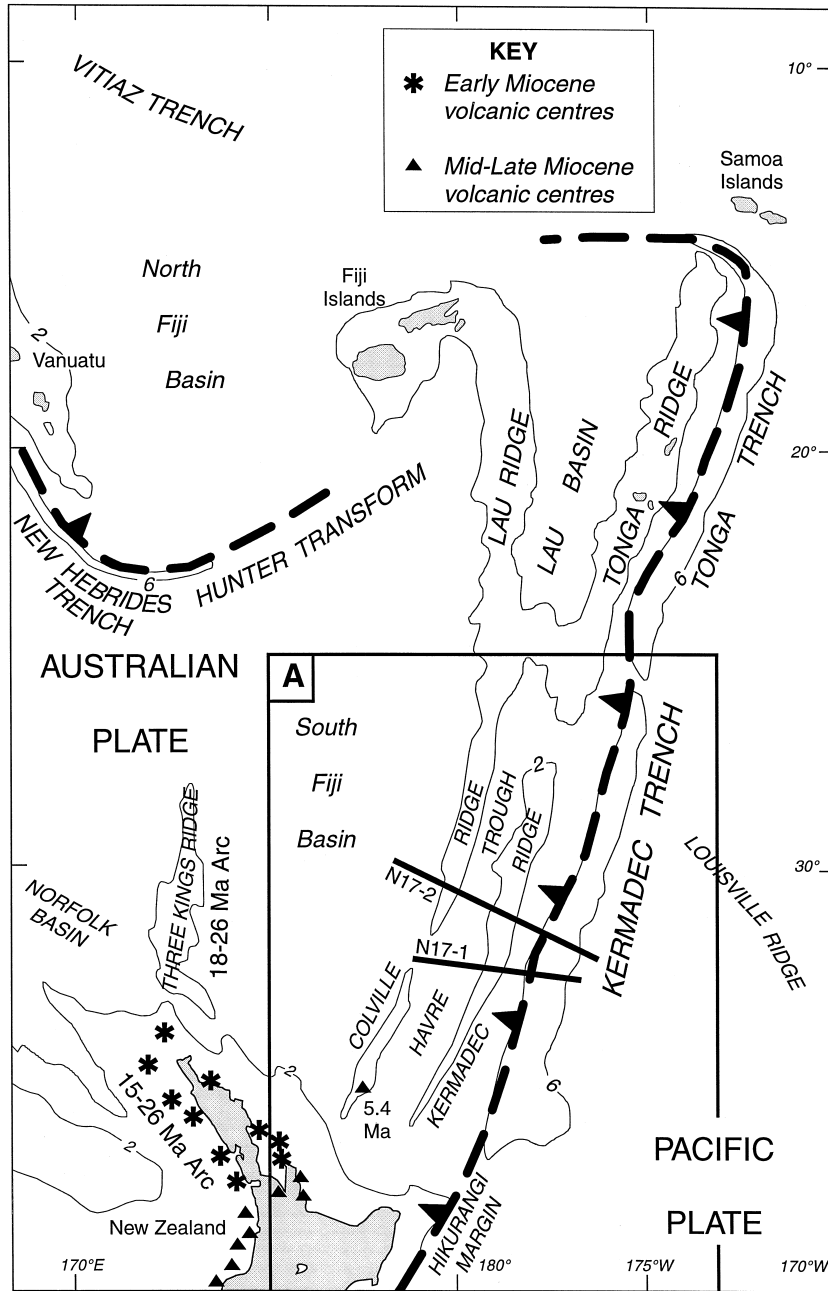 KEY
Early Miocene
volcanic centres
Mid-Late Miocene
volcanic centres
VITIAZ TRENCH
10°
Samoa
Islands
North
Fiji
Basin
Fiji
Islands
2
Vanuatu
LAU RIDGE
LAU BASIN
TONGA RIDGE
TONGA TRENCH
20°
6
NEW HEBRIDES
TRENCH
HUNTER TRANSFORM
6
AUSTRALIAN
PLATE
A
South
Fiji
Basin
RIDGE
TROUGH
RIDGE
2
KERMADEC TRENCH
LOUISVILLE RIDGE
30°
NORFOLK
BASIN
THREE KINGS RIDGE
18-26 Ma Arc
N17-2
N17-1
COLVILLE
HAVRE
KERMADEC
5.4
Ma
6
2
2
15-26 Ma Arc
New Zealand
HIKURANGI
MARGIN
PACIFIC
PLATE
170°E
180°
175°W
170°W